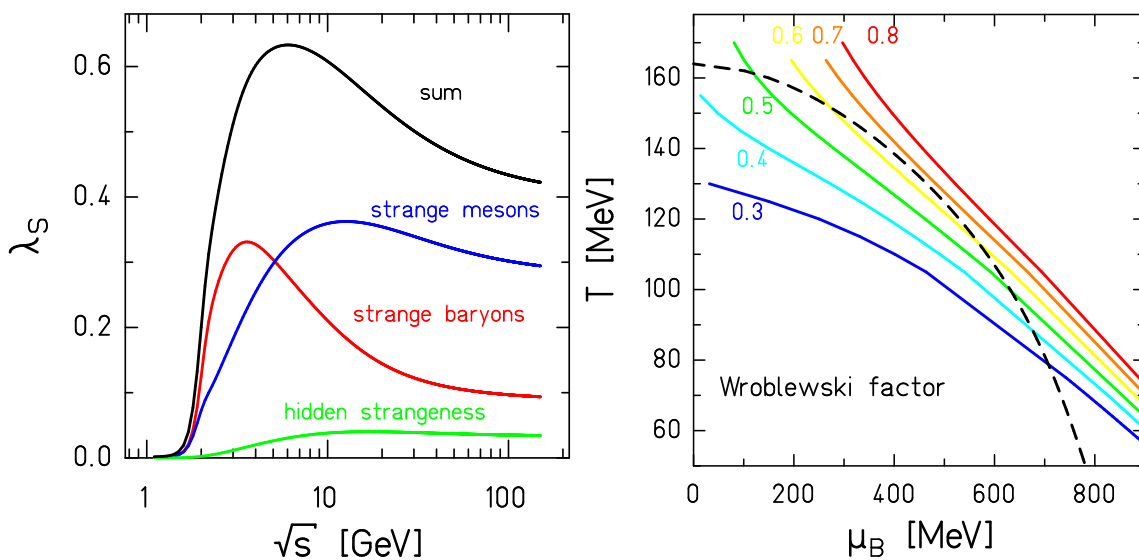 0.6
0.4
0.2
0.0
λS
1
10
100
√s [GeV]
sum
strange mesons
strange baryons
hidden strangeness
160
140
120
100
80
60
T [MeV]
0
200
400
600
800
μB [MeV]
0.6
0.7
0.8
0.5
0.4
0.3
Wroblewski factor